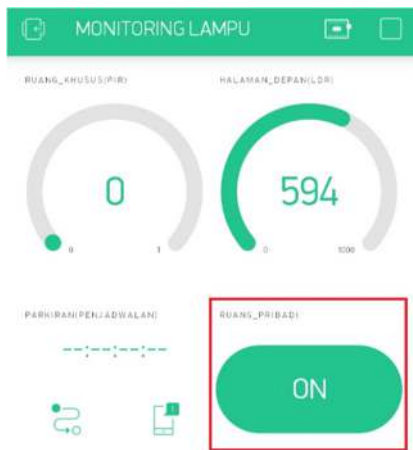 MONITORING LAMPU
RUANG_KHUSUS(PIR)
HALAMAN_DEPAN(LDR)
0
594
0
1
0
1000
PARKIRAN(PENJADWALAN)
RUANG_PRIBADI
--:--:--
ON